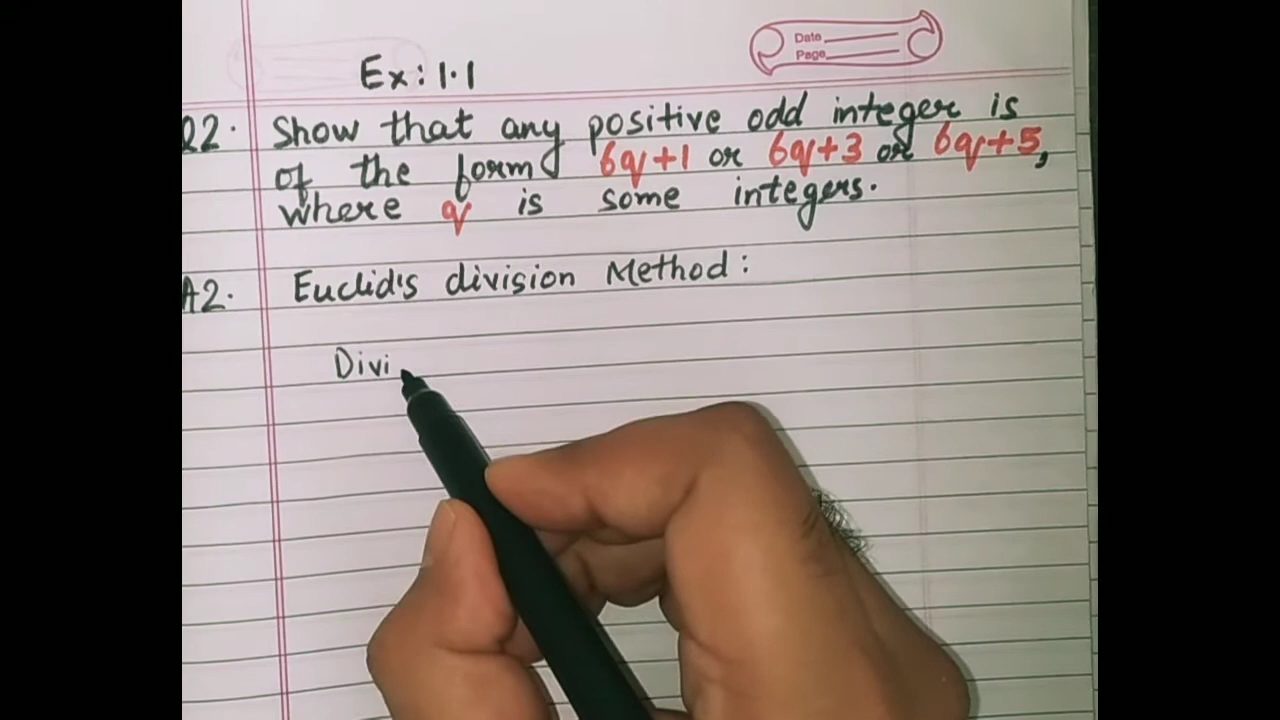 Date
Page
Ex: 1.1
Q2. Show that any positive odd integer is
of the form 6q+1 or 6q+3 or 6q+5,
where q is some integers.
A2. Euclid's division Method:
Divi